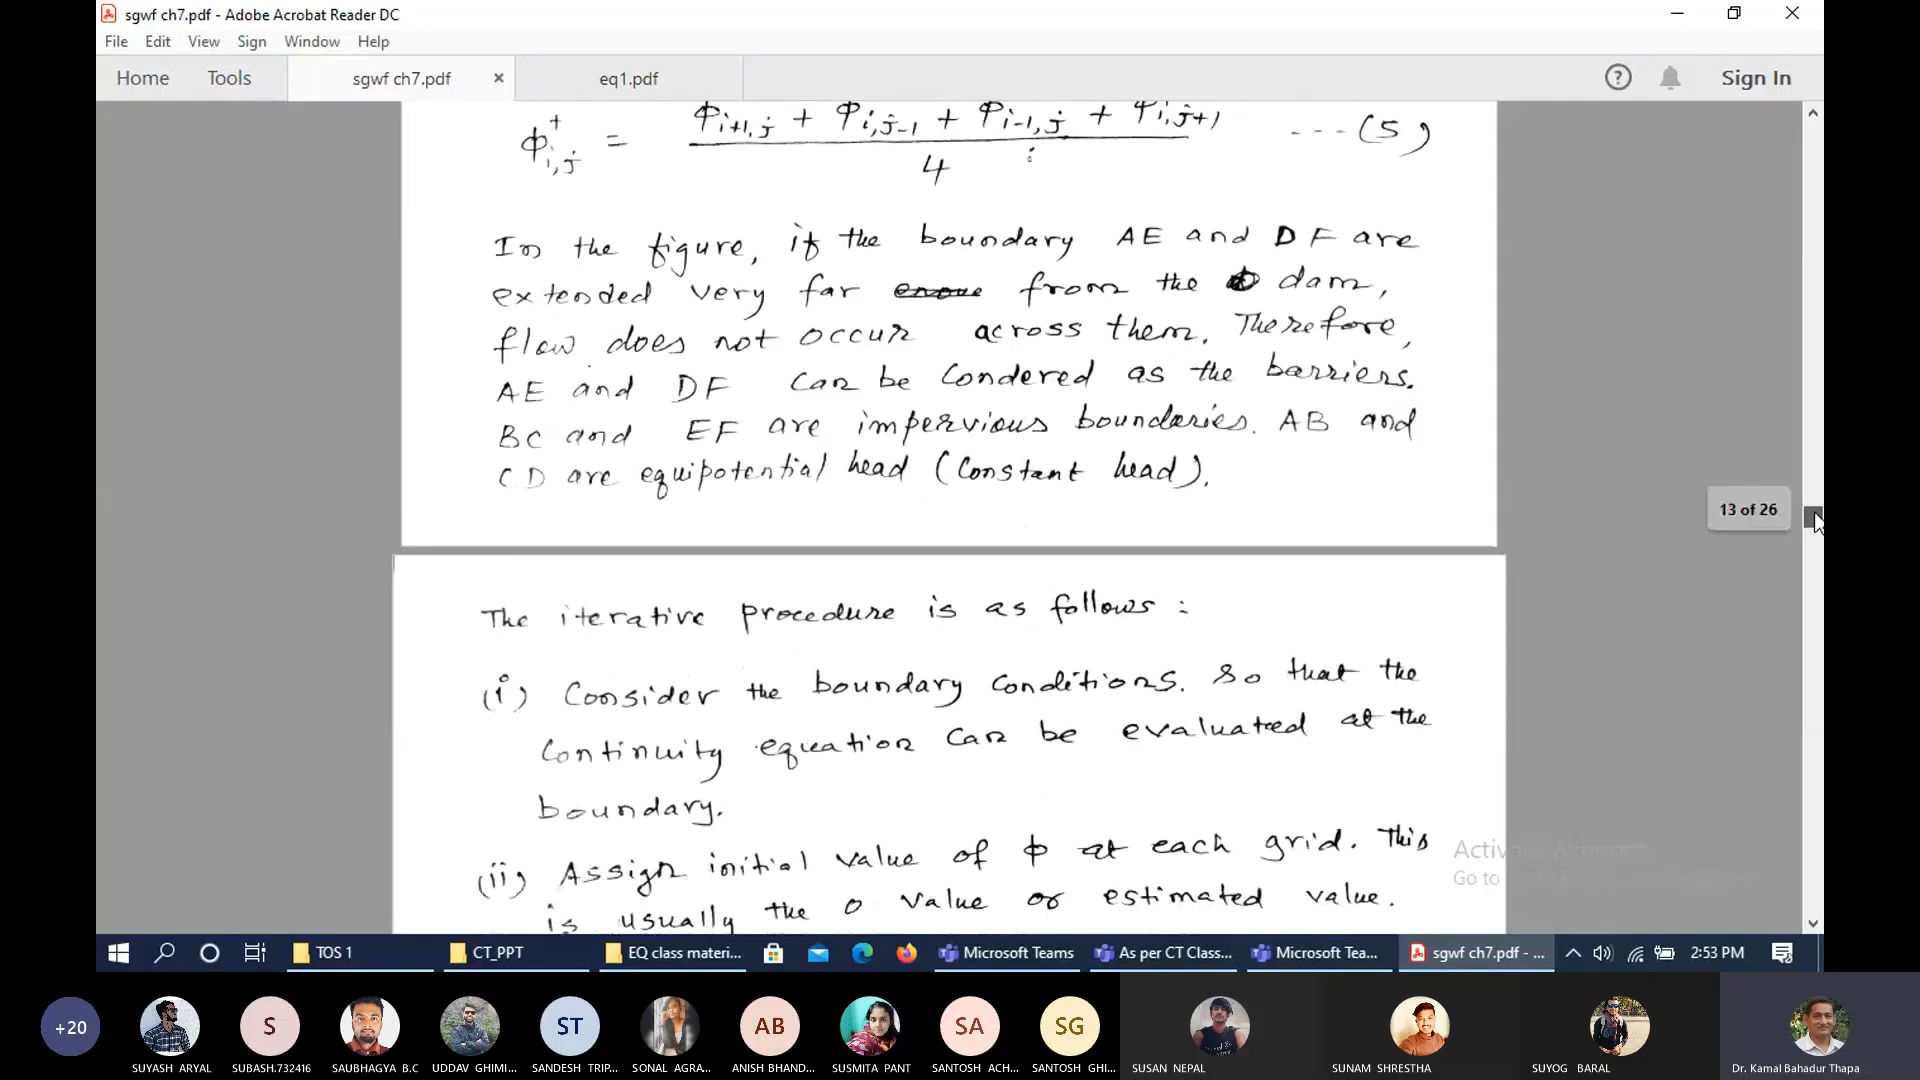 sgwf ch7.pdf - Adobe Acrobat Reader DC
File Edit View Sign Window Help
Home Tools sgwf ch7.pdf × eq1.pdf Sign In
ϕ⁺i,j = ϕi+1,j + ϕi,j-1 + ϕi-1,j + ϕi,j+1 / 4 ---(5)
In the figure, if the boundary AE and DF are
extended very far from the dam,
flow does not occur across them. Therefore,
AE and DF can be condered as the barriers.
BC and EF are impervious boundaries. AB and
CD are equipotential head (Constant head).
13 of 26
The iterative procedure is as follows :
(i) Consider the boundary conditions. So that the
continuity equation can be evaluated at the
boundary.
(ii) Assign initial value of ϕ at each grid. This
is usually the 0 value or estimated value.
Go to
TOS 1 CT_PPT EQ class materi... Microsoft Teams As per CT Class... Microsoft Tea... sgwf ch7.pdf - ... 2:53 PM
+20 S ST AB SA SG
SUYASH ARYAL SUBASH.732416 SAUBHAGYA B.C UDDAV GHIMI... SANDESH TRIP... SONAL AGRA... ANISH BHAND... SUSMITA PANT SANTOSH ACH... SANTOSH GHI... SUSAN NEPAL SUNAM SHRESTHA SUYOG BARAL Dr. Kamal Bahadur Thapa